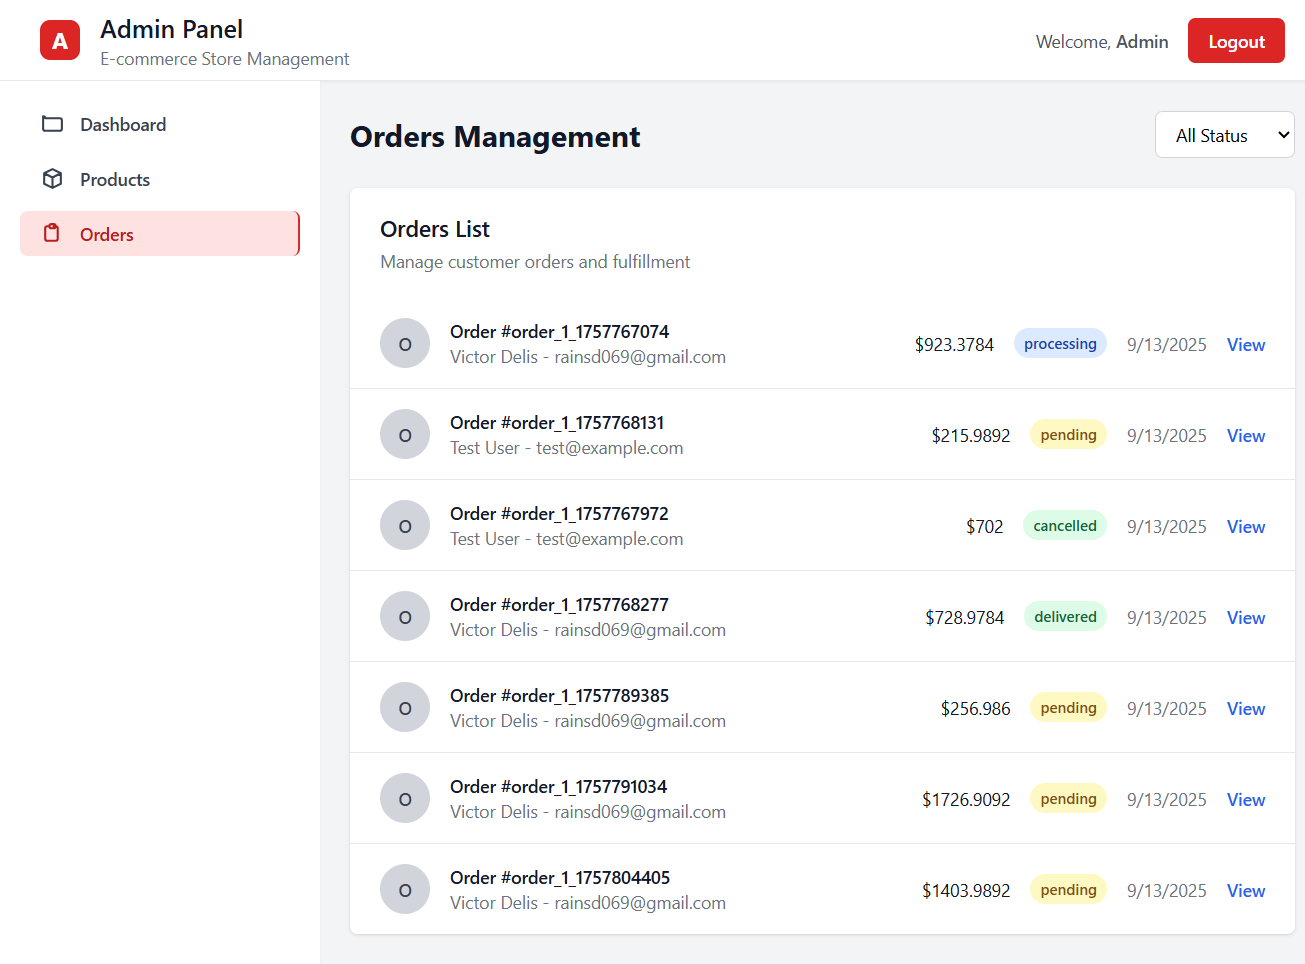 A
Admin Panel
E-commerce Store Management
Welcome, Admin
Logout
Dashboard
Products
Orders
Orders Management
All Status
Orders List
Manage customer orders and fulfillment
O
Order #order_1_1757767074
Victor Delis - rainsd069@gmail.com
$923.3784 processing 9/13/2025 View
O
Order #order_1_1757768131
Test User - test@example.com
$215.9892 pending 9/13/2025 View
O
Order #order_1_1757767972
Test User - test@example.com
$702 cancelled 9/13/2025 View
O
Order #order_1_1757768277
Victor Delis - rainsd069@gmail.com
$728.9784 delivered 9/13/2025 View
O
Order #order_1_1757789385
Victor Delis - rainsd069@gmail.com
$256.986 pending 9/13/2025 View
O
Order #order_1_1757791034
Victor Delis - rainsd069@gmail.com
$1726.9092 pending 9/13/2025 View
O
Order #order_1_1757804405
Victor Delis - rainsd069@gmail.com
$1403.9892 pending 9/13/2025 View